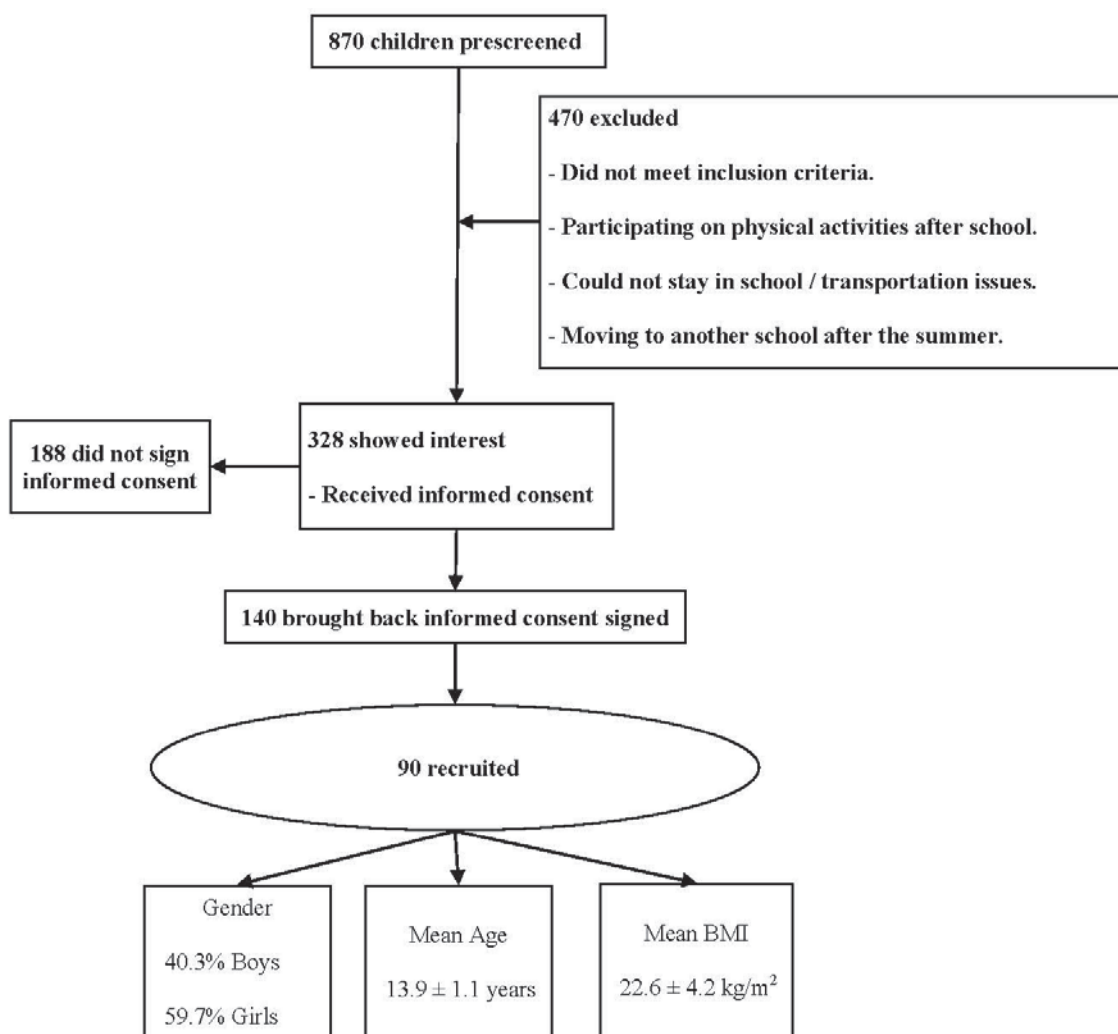 870 children prescreened
470 excluded
- Did not meet inclusion criteria.
- Participating on physical activities after school.
- Could not stay in school / transportation issues.
- Moving to another school after the summer.
328 showed interest
- Received informed consent
188 did not sign
informed consent
140 brought back informed consent signed
90 recruited
Gender
40.3% Boys
59.7% Girls
Mean Age
13.9 ± 1.1 years
Mean BMI
22.6 ± 4.2 kg/m²